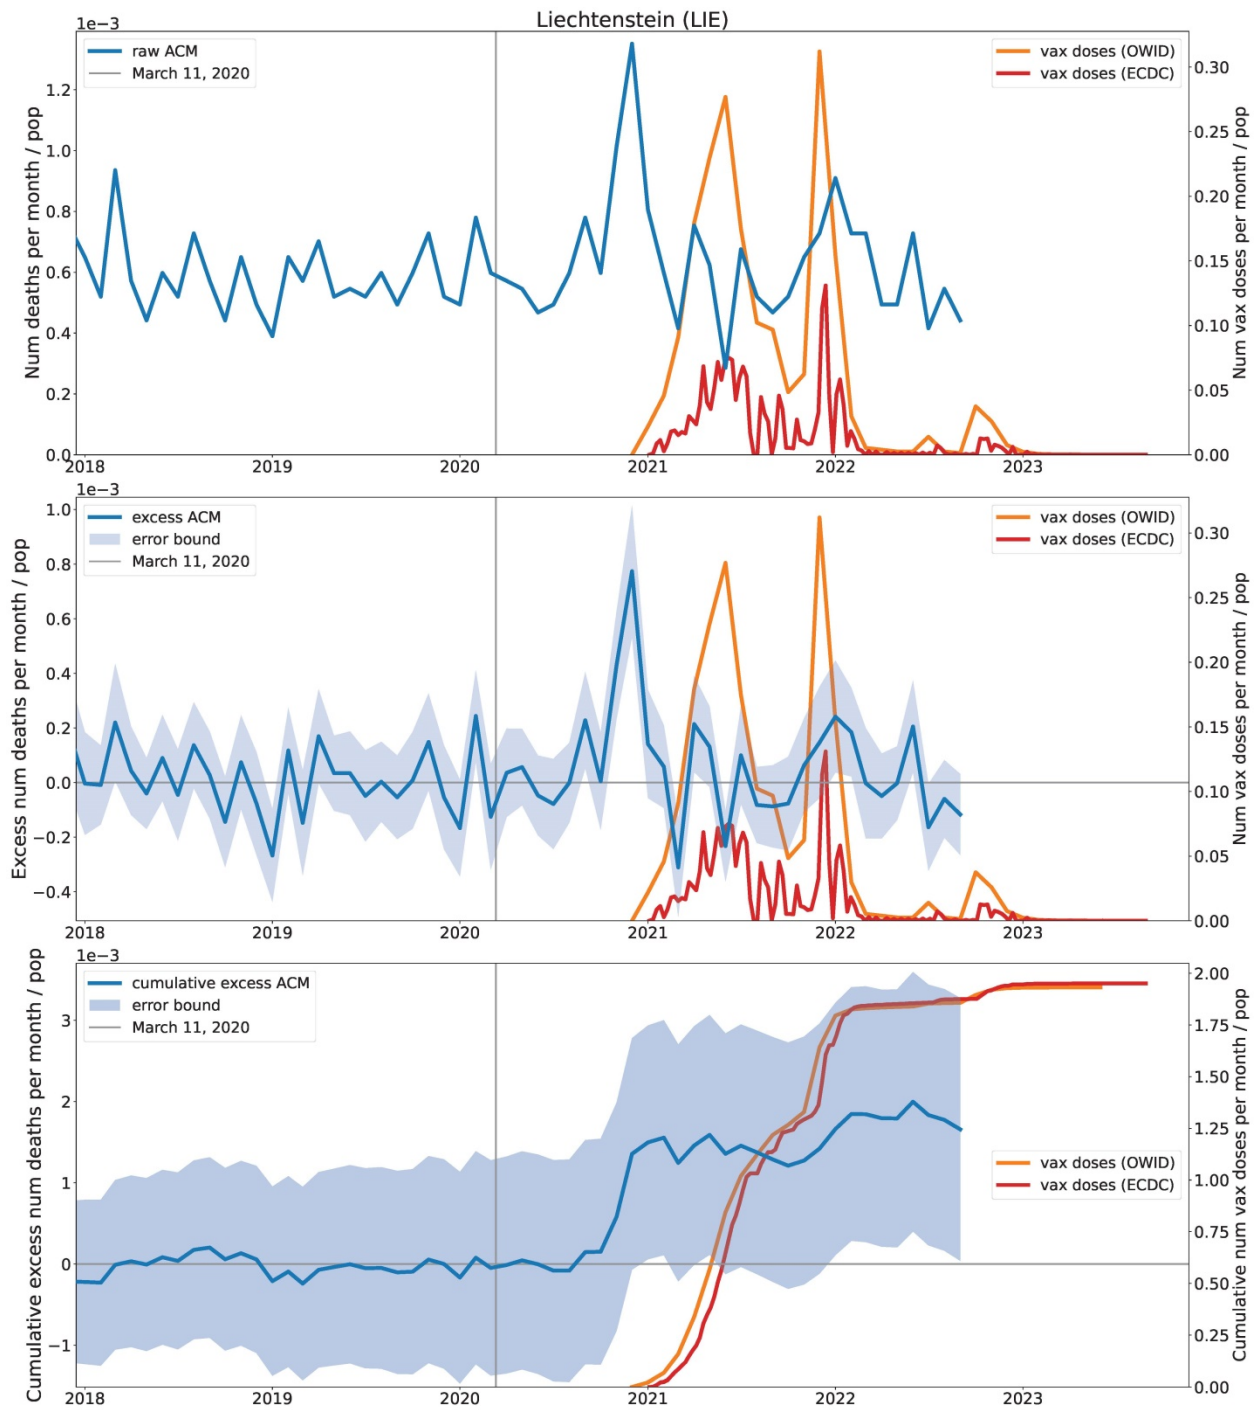 Liechtenstein (LIE)
1e−3
raw ACM
March 11, 2020
vax doses (OWID)
vax doses (ECDC)
Num deaths per month / pop
1.2
1.0
0.8
0.6
0.4
0.2
0.0
Num vax doses per month / pop
0.30
0.25
0.20
0.15
0.10
0.05
0.00
2018 2019 2020 2021 2022 2023
1e−3
excess ACM
error bound
March 11, 2020
vax doses (OWID)
vax doses (ECDC)
Excess num deaths per month / pop
1.0
0.8
0.6
0.4
0.2
0.0
−0.2
−0.4
Num vax doses per month / pop
0.30
0.25
0.20
0.15
0.10
0.05
0.00
2018 2019 2020 2021 2022 2023
1e−3
cumulative excess ACM
error bound
March 11, 2020
vax doses (OWID)
vax doses (ECDC)
Cumulative excess num deaths per month / pop
3
2
1
0
−1
Cumulative num vax doses per month / pop
2.00
1.75
1.50
1.25
1.00
0.75
0.50
0.25
0.00
2018 2019 2020 2021 2022 2023